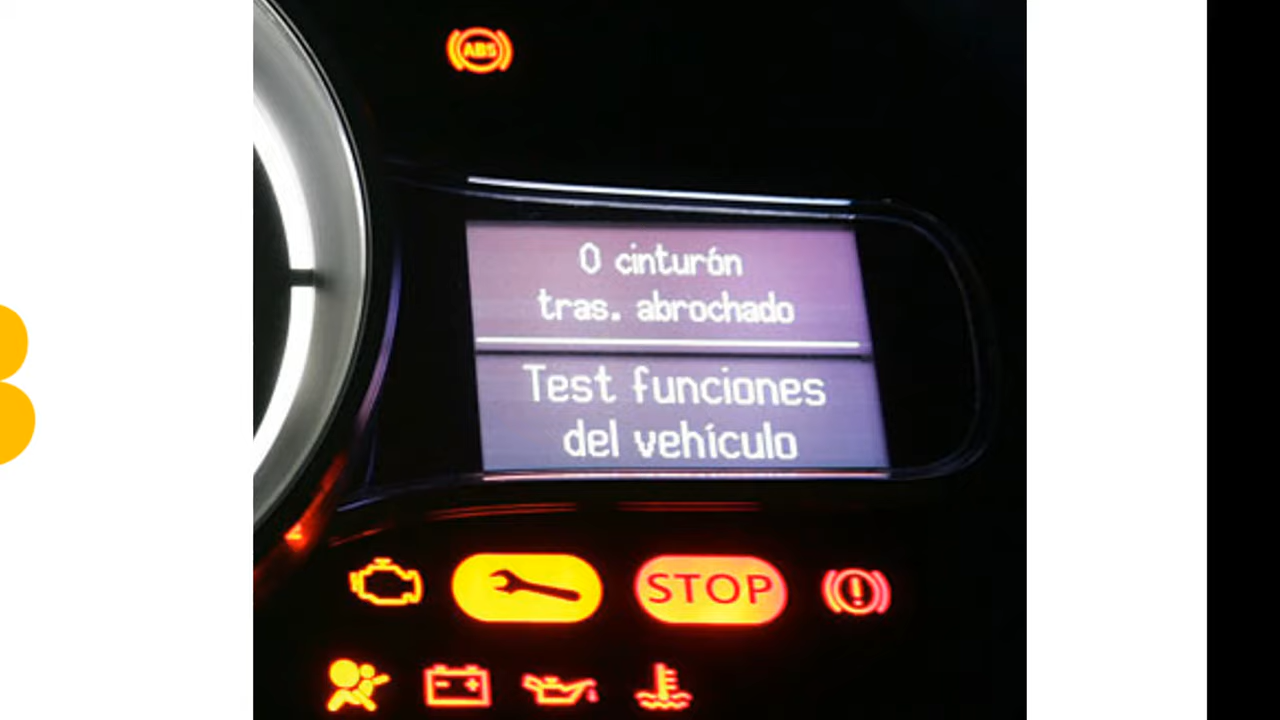 ABS
0 cinturón
tras. abrochado
Test funciones
del vehículo
STOP